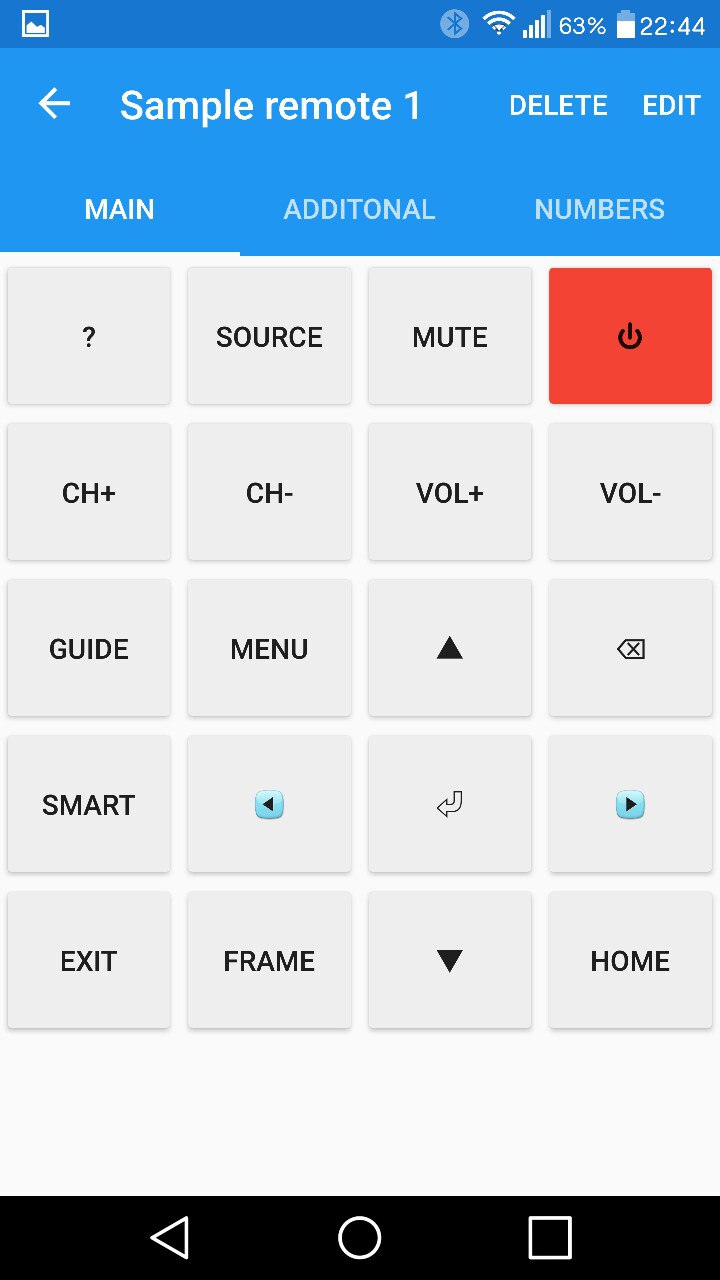 63% 22:44
Sample remote 1 DELETE EDIT
MAIN ADDITONAL NUMBERS
? SOURCE MUTE
CH+ CH- VOL+ VOL-
GUIDE MENU ▲ ⌫
SMART ◀ ⏎ ▶
EXIT FRAME ▼ HOME